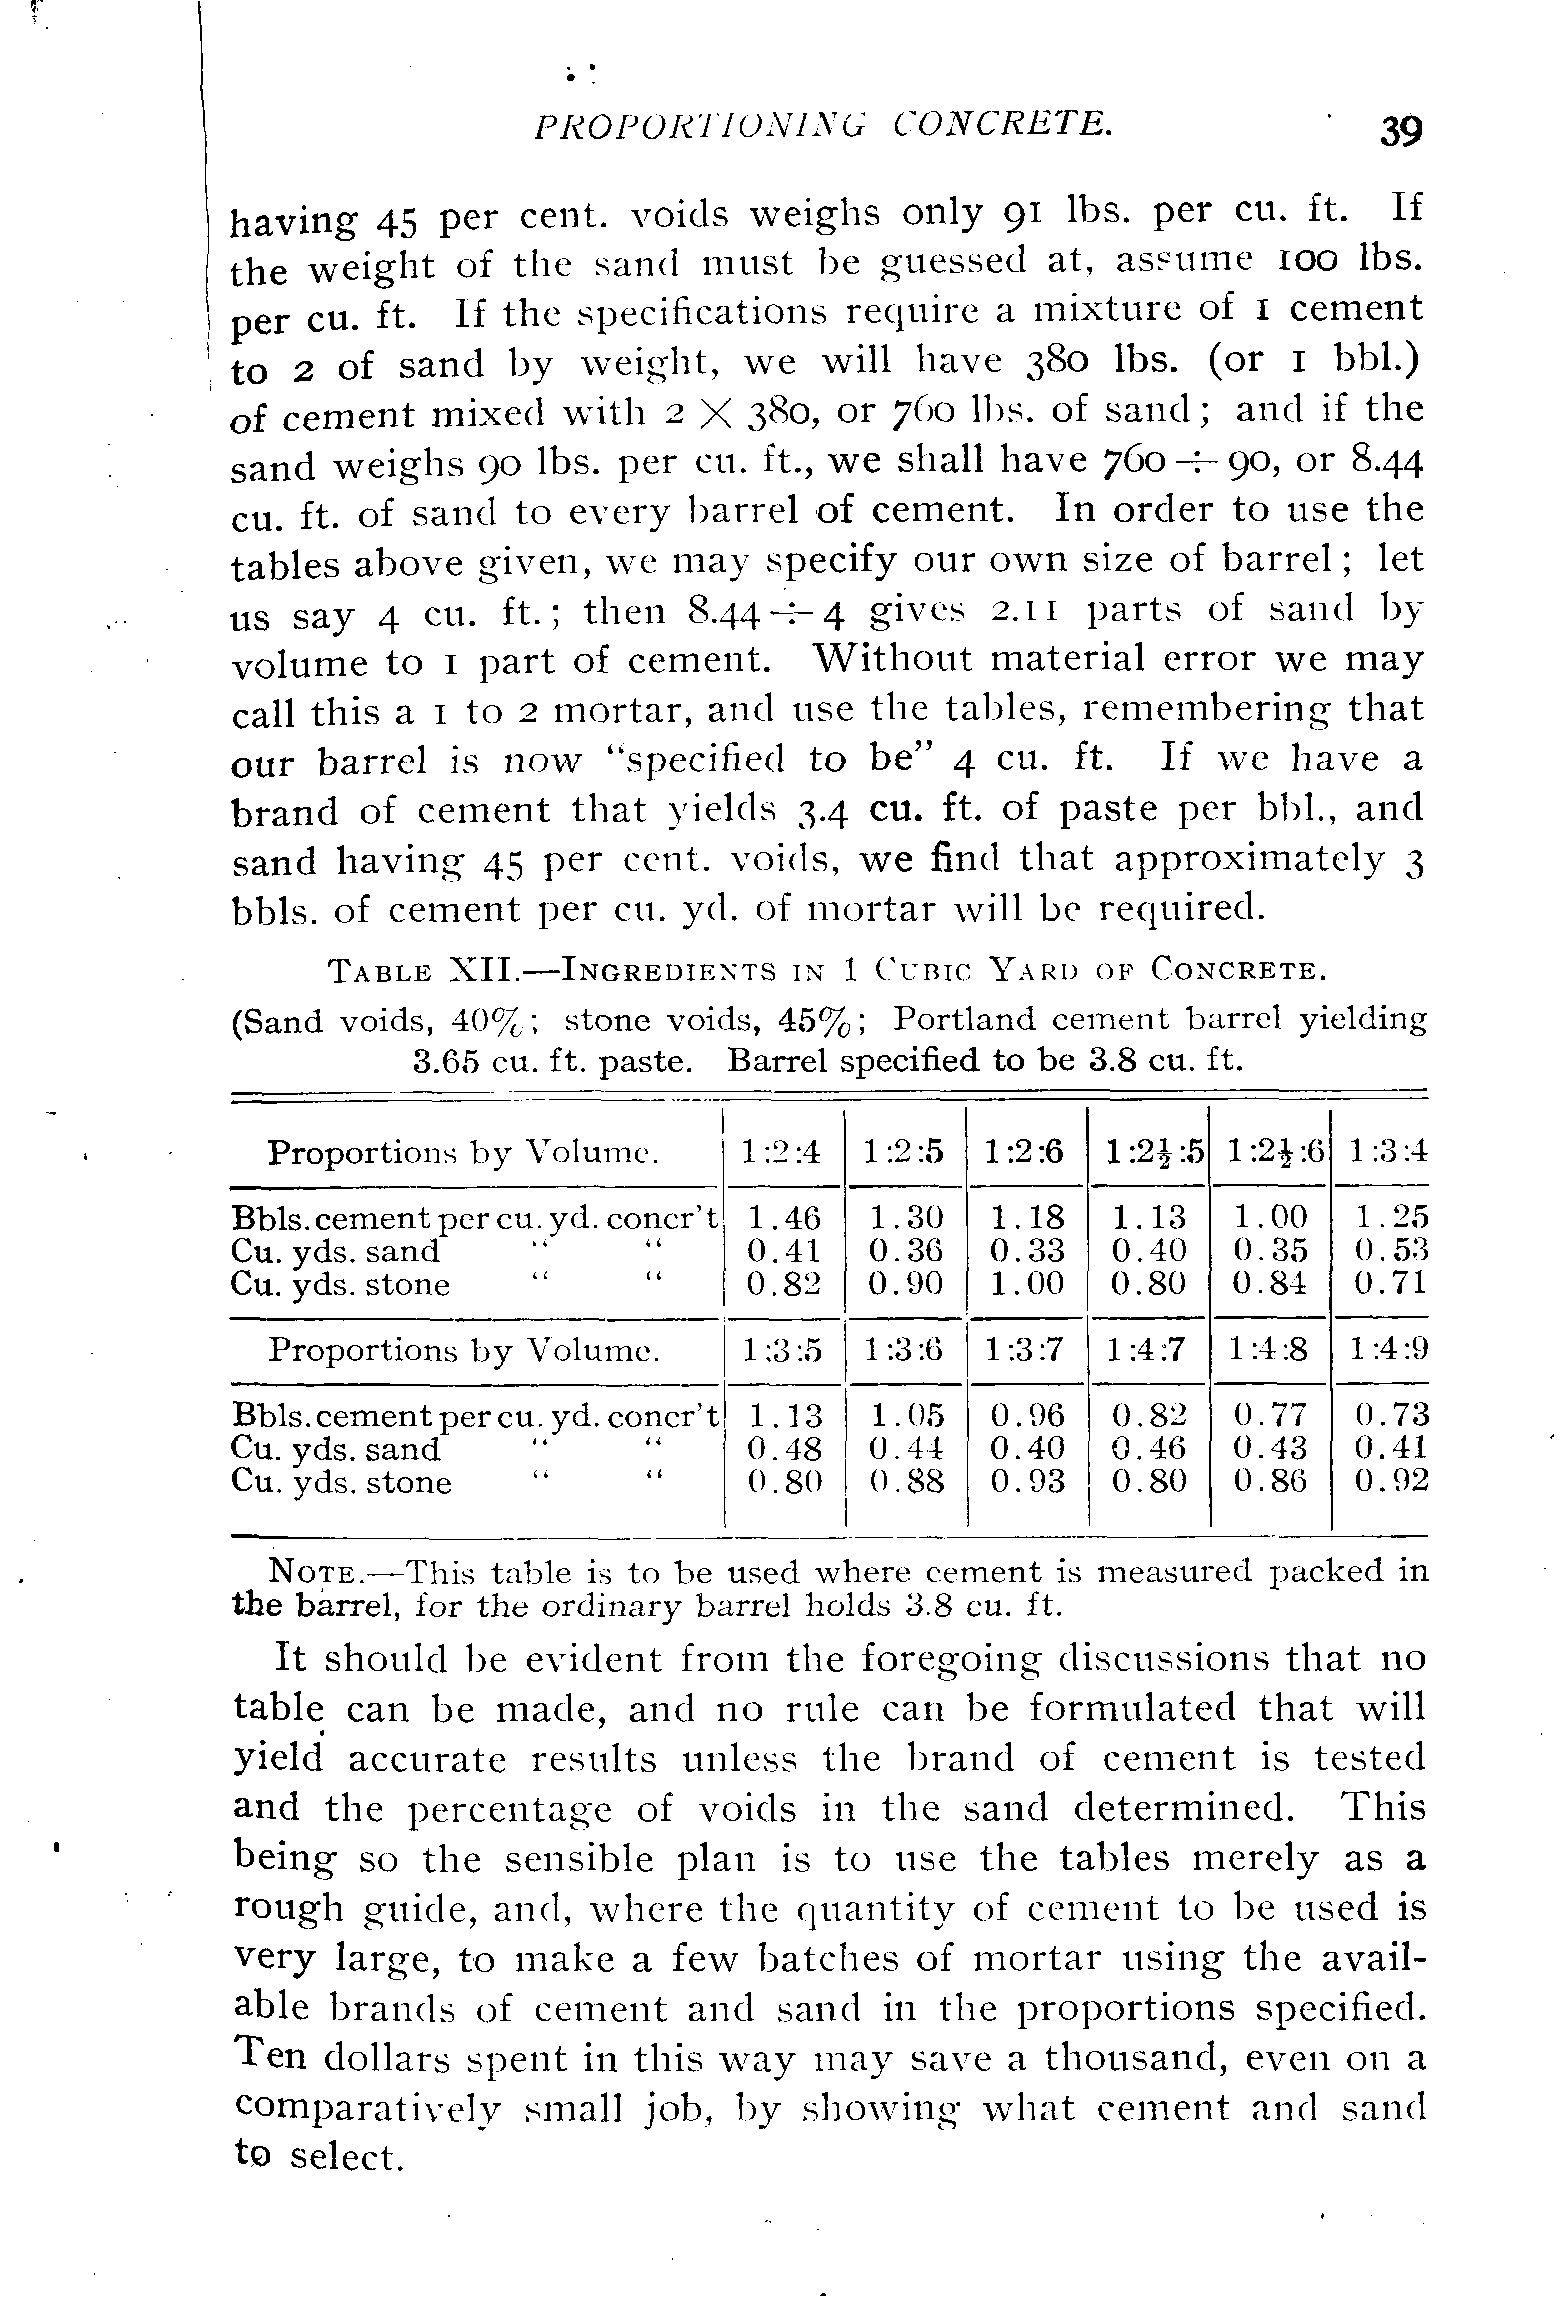 PROPORTIONING CONCRETE. 39
having 45 per cent. voids weighs only 91 lbs. per cu. ft. If
the weight of the sand must be guessed at, assume 100 lbs.
per cu. ft. If the specifications require a mixture of 1 cement
to 2 of sand by weight, we will have 380 lbs. (or 1 bbl.)
of cement mixed with 2 × 380, or 760 lbs. of sand; and if the
sand weighs 90 lbs. per cu. ft., we shall have 760 ÷ 90, or 8.44
cu. ft. of sand to every barrel of cement. In order to use the
tables above given, we may specify our own size of barrel; let
us say 4 cu. ft.; then 8.44 ÷ 4 gives 2.11 parts of sand by
volume to 1 part of cement. Without material error we may
call this a 1 to 2 mortar, and use the tables, remembering that
our barrel is now “specified to be” 4 cu. ft. If we have a
brand of cement that yields 3.4 cu. ft. of paste per bbl., and
sand having 45 per cent. voids, we find that approximately 3
bbls. of cement per cu. yd. of mortar will be required.
TABLE XII.—INGREDIENTS IN 1 CUBIC YARD OF CONCRETE.
(Sand voids, 40%; stone voids, 45%; Portland cement barrel yielding
3.65 cu. ft. paste. Barrel specified to be 3.8 cu. ft.
Proportions by Volume. 1:2:4 1:2:5 1:2:6 1:2½:5 1:2½:6 1:3:4
Bbls. cement per cu. yd. concr't 1.46 1.30 1.18 1.13 1.00 1.25
Cu. yds. sand “ “ 0.41 0.36 0.33 0.40 0.35 0.53
Cu. yds. stone “ “ 0.82 0.90 1.00 0.80 0.84 0.71
Proportions by Volume. 1:3:5 1:3:6 1:3:7 1:4:7 1:4:8 1:4:9
Bbls. cement per cu. yd. concr't 1.13 1.05 0.96 0.82 0.77 0.73
Cu. yds. sand “ “ 0.48 0.44 0.40 0.46 0.43 0.41
Cu. yds. stone “ “ 0.80 0.88 0.93 0.80 0.86 0.92
NOTE.—This table is to be used where cement is measured packed in
the barrel, for the ordinary barrel holds 3.8 cu. ft.
It should be evident from the foregoing discussions that no
table can be made, and no rule can be formulated that will
yield accurate results unless the brand of cement is tested
and the percentage of voids in the sand determined. This
being so the sensible plan is to use the tables merely as a
rough guide, and, where the quantity of cement to be used is
very large, to make a few batches of mortar using the avail-
able brands of cement and sand in the proportions specified.
Ten dollars spent in this way may save a thousand, even on a
comparatively small job, by showing what cement and sand
to select.